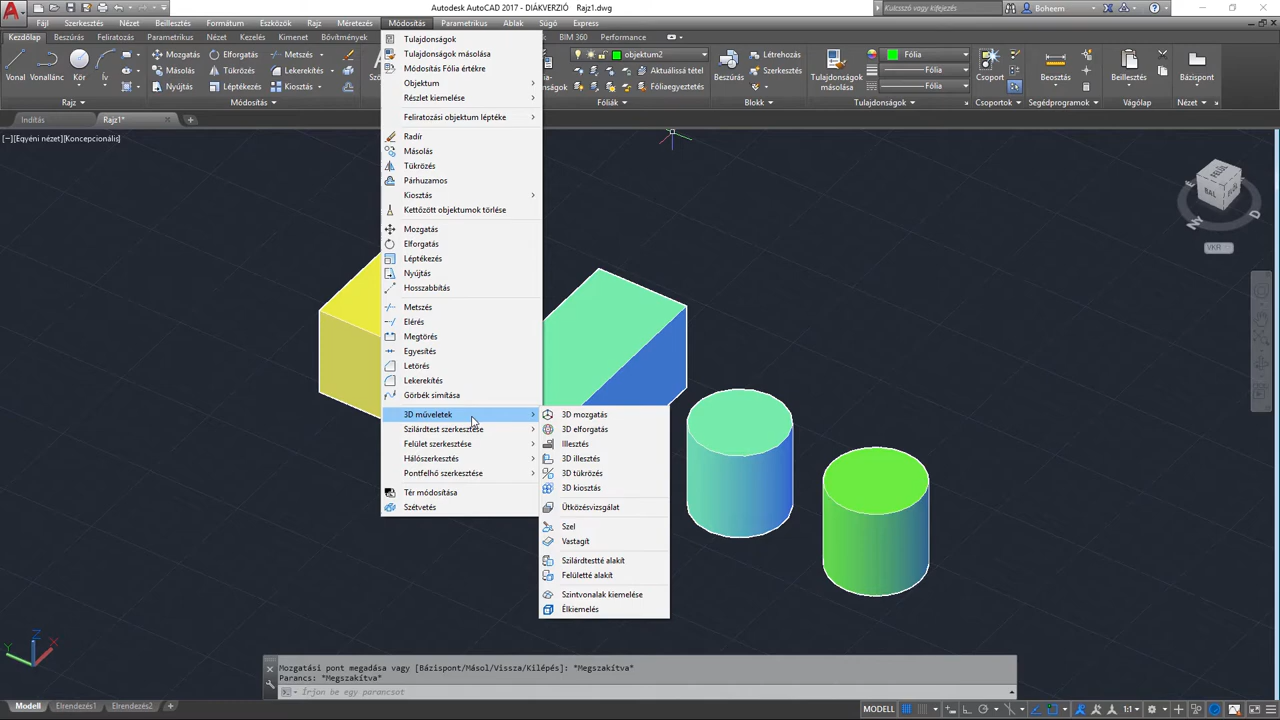 Autodesk AutoCAD 2017 - DIÁKVERZIÓ Rajz1.dwg
Kulcsszó vagy kifejezés megadása
Boheem
Fájl Szerkesztés Nézet Beillesztés Formátum Eszközök Rajz Méretezés Módosítás Parametrikus Ablak Súgó Express
Kezdőlap Beszúrás Feliratozás Parametrikus Nézet Kezelés Kimenet Bővítmények BIM 360 Performance
Vonal Vonallánc Kör Ív
Mozgatás Elforgatás Metszés
Másolás Tükrözés Lekerekítés
Nyújtás Léptékezés Kiosztás
objektum2
Aktuálissá tétel
Fóliaegyeztetés
Beszúrás
Létrehozás
Szerkesztés
Tulajdonságok másolása
Fólia
Fólia
Fólia
Csoport
Beosztás
Beillesztés
Bázispont
Rajz Módosítás Fóliák Blokk Tulajdonságok Csoportok Segédprogramok Vágólap Nézet
Indítás Rajz1*
[−][Egyéni nézet][Koncepcionális]
Tulajdonságok
Tulajdonságok másolása
Módosítás Fólia értékre
Objektum
Részlet kiemelése
Feliratozási objektum léptéke
Radír
Másolás
Tükrözés
Párhuzamos
Kiosztás
Kettőzött objektumok törlése
Mozgatás
Elforgatás
Léptékezés
Nyújtás
Hosszabbítás
Metszés
Elérés
Megtörés
Egyesítés
Letörés
Lekerekítés
Görbék simítása
3D műveletek
Szilárdtest szerkesztése
Felület szerkesztése
Hálószerkesztés
Pontfelhő szerkesztése
Tér módosítása
Szétvetés
3D mozgatás
3D elforgatás
Illesztés
3D illesztés
3D tükrözés
3D kiosztás
Ütközésvizsgálat
Szel
Vastagít
Szilárdtestté alakít
Felületté alakít
Szintvonalak kiemelése
Élkiemelés
BAL
NY
D
VKR
Z
Y
X
Mozgatási pont megadása vagy [Bázispont/Másol/Vissza/Kilépés]: *Megszakítva*
Parancs: *Megszakítva*
Írjon be egy parancsot
Modell Elrendezés1 Elrendezés2 +
MODELL 1:1